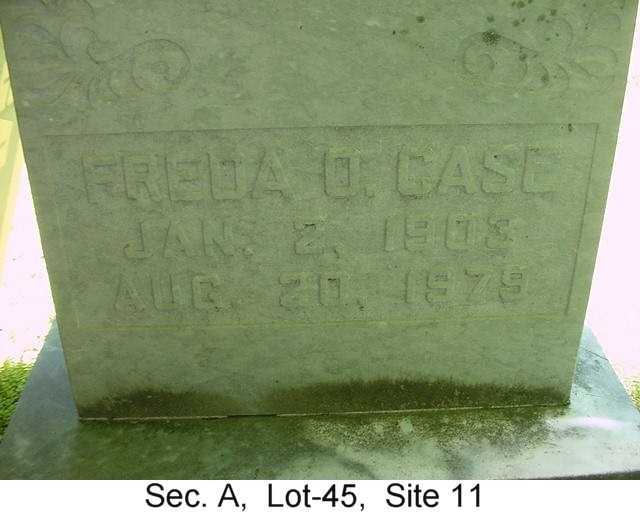 FREDA O. CASE
JAN. 2, 1903
AUG. 20, 1979
Sec. A, Lot-45, Site 11